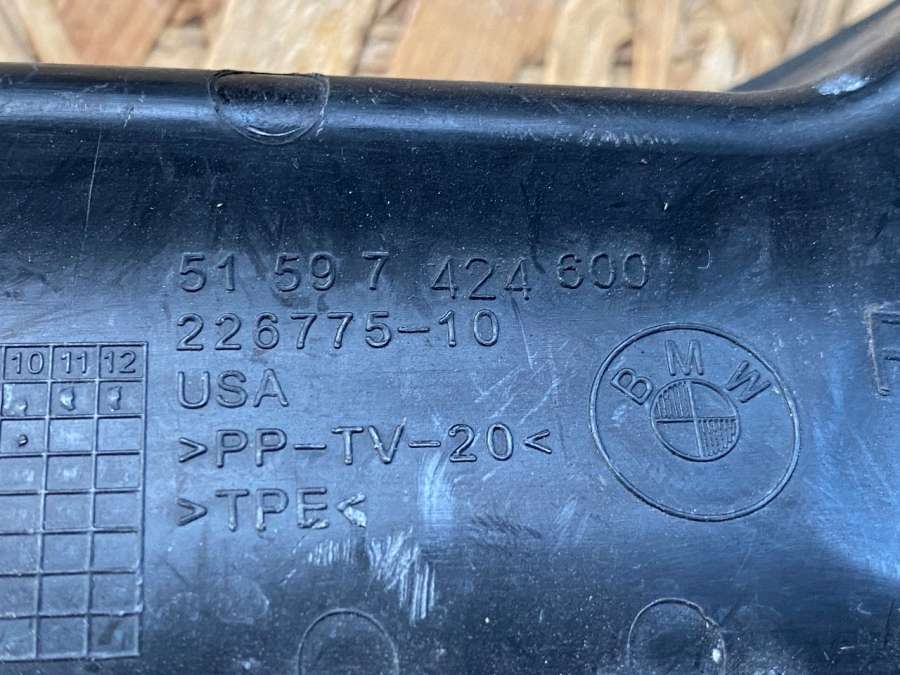 51 59 7 424 600
226775-10
USA
>PP-TV-20<
>TPE<
10 11 12
BMW